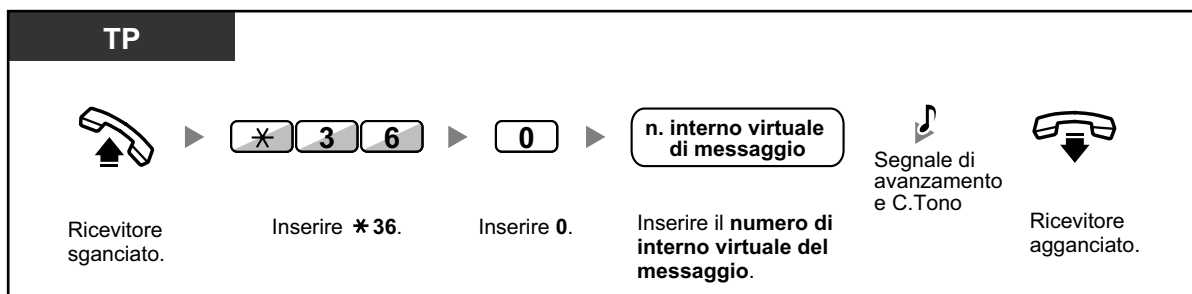 TP
* 3 6
0
n. interno virtuale
di messaggio
Segnale di
avanzamento
e C.Tono
Ricevitore
sganciato.
Inserire * 36.
Inserire 0.
Inserire il numero di
interno virtuale del
messaggio.
Ricevitore
agganciato.